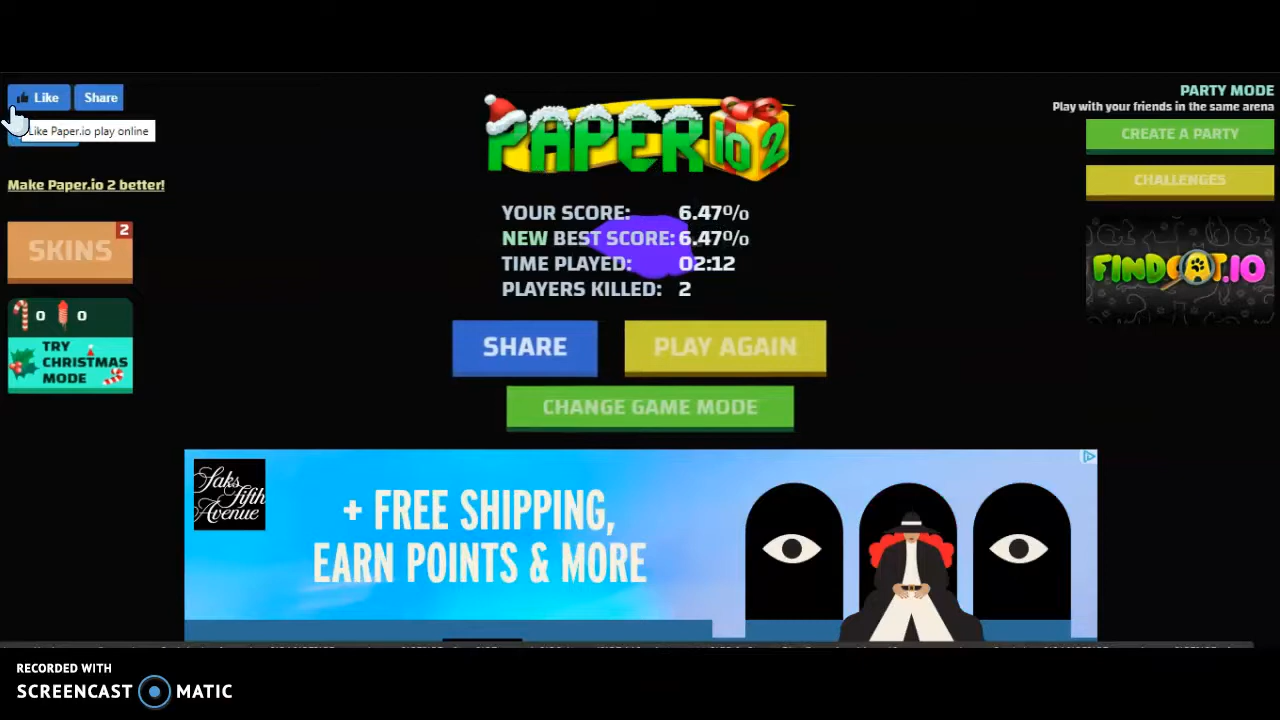 Like
Share
Like Paper.io play online
Make Paper.io 2 better!
SKINS
2
0
0
TRY
CHRISTMAS
MODE
PAPER io 2
YOUR SCORE: 6.47%
NEW BEST SCORE: 6.47%
TIME PLAYED: 02:12
PLAYERS KILLED: 2
SHARE
PLAY AGAIN
CHANGE GAME MODE
PARTY MODE
Play with your friends in the same arena
CREATE A PARTY
CHALLENGES
FINDCAT.IO
Saks
Fifth
Avenue
+ FREE SHIPPING,
EARN POINTS & MORE
RECORDED WITH
SCREENCAST MATIC